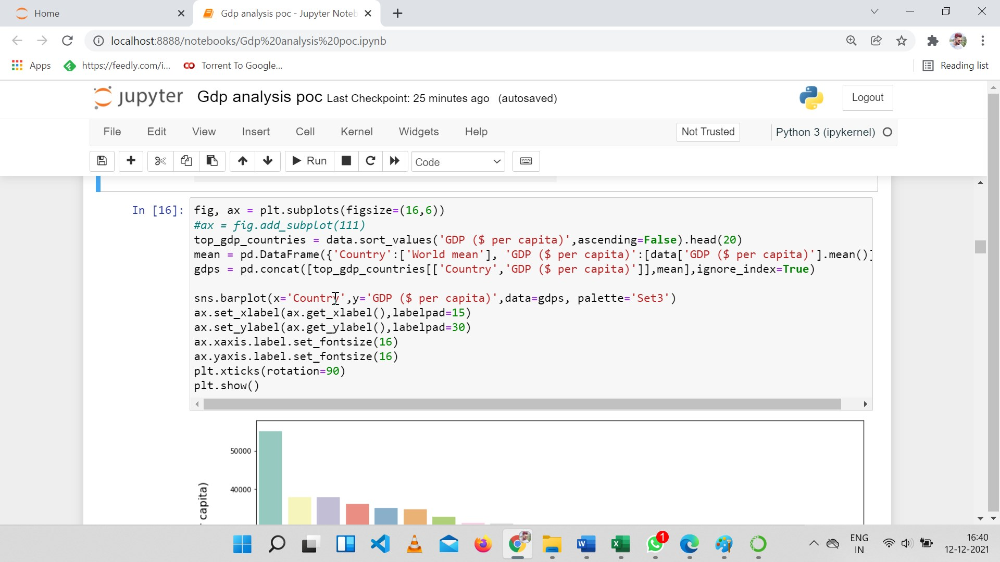 Home
Gdp analysis poc - Jupyter Noteb
localhost:8888/notebooks/Gdp%20analysis%20poc.ipynb
Apps
https://feedly.com/i...
Torrent To Google...
Reading list
jupyter
Gdp analysis poc Last Checkpoint: 25 minutes ago (autosaved)
Logout
File Edit View Insert Cell Kernel Widgets Help
Not Trusted
Python 3 (ipykernel)
Run
Code
In [16]:
fig, ax = plt.subplots(figsize=(16,6))
#ax = fig.add_subplot(111)
top_gdp_countries = data.sort_values('GDP ($ per capita)',ascending=False).head(20)
mean = pd.DataFrame({'Country':['World mean'], 'GDP ($ per capita)':[data['GDP ($ per capita)'].mean()]
gdps = pd.concat([top_gdp_countries[['Country','GDP ($ per capita)']],mean],ignore_index=True)
sns.barplot(x='Country',y='GDP ($ per capita)',data=gdps, palette='Set3')
ax.set_xlabel(ax.get_xlabel(),labelpad=15)
ax.set_ylabel(ax.get_ylabel(),labelpad=30)
ax.xaxis.label.set_fontsize(16)
ax.yaxis.label.set_fontsize(16)
plt.xticks(rotation=90)
plt.show()
50000
40000
capita)
1
ENG
IN
16:40
12-12-2021